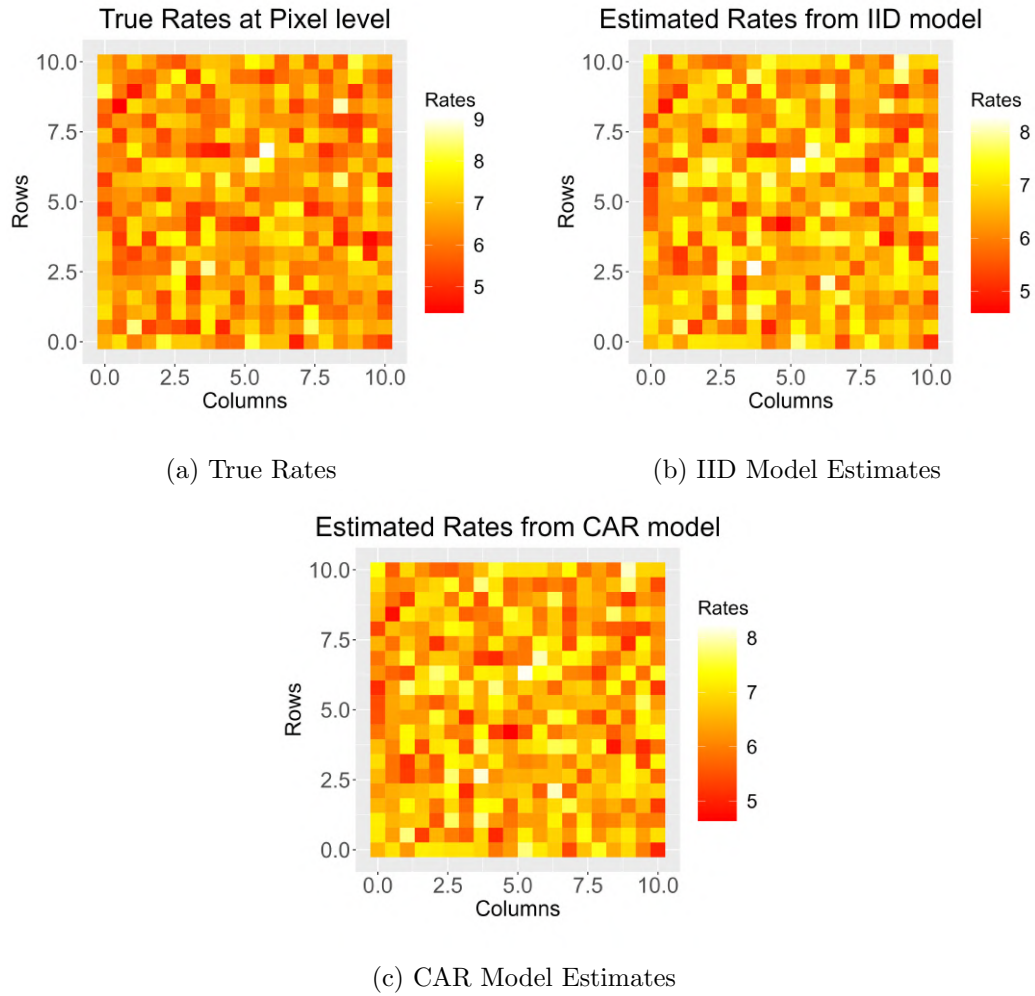 True Rates at Pixel level
Rows
10.0
7.5
5.0
2.5
0.0
0.0 2.5 5.0 7.5 10.0
Columns
Rates
9
8
7
6
5
(a) True Rates
Estimated Rates from IID model
Rows
10.0
7.5
5.0
2.5
0.0
0.0 2.5 5.0 7.5 10.0
Columns
Rates
8
7
6
5
(b) IID Model Estimates
Estimated Rates from CAR model
Rows
10.0
7.5
5.0
2.5
0.0
0.0 2.5 5.0 7.5 10.0
Columns
Rates
8
7
6
5
(c) CAR Model Estimates